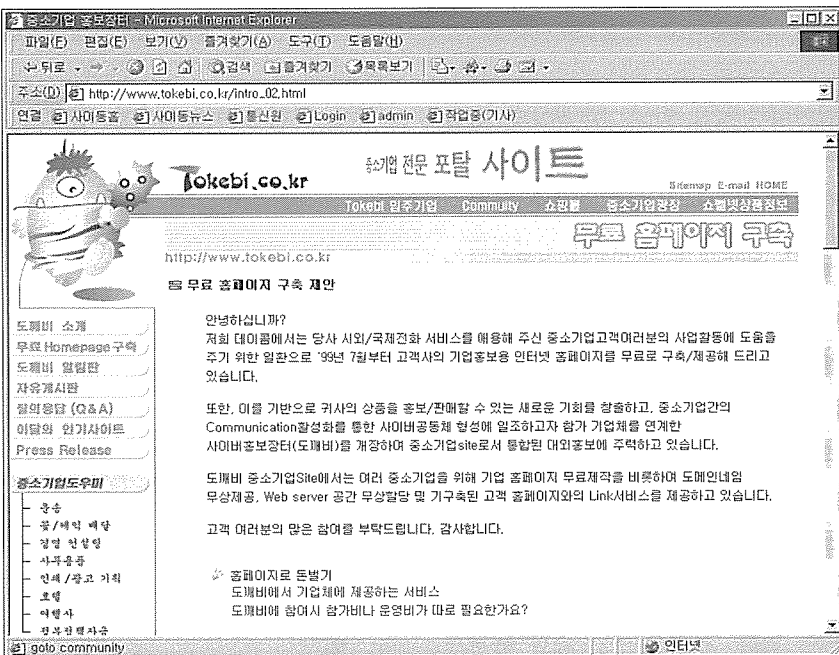 중소기업 홍보장터 - Microsoft Internet Explorer
파일(F) 편집(E) 보기(V) 즐겨찾기(A) 도구(T) 도움말(H)
뒤로 검색 즐겨찾기 목록보기
주소(D) http://www.tokebi.co.kr/intro_02.html
연결 사이동홈 사이동뉴스 통신원 Login admin 작업중(기사)
Tokebi.co.kr 중소기업 전문 포탈 사이트
Sitemap E-mail HOME
Tokebi 입주기업 Commuity 쇼핑몰 중소기업광장
무료 홈페이지 구축
http://www.tokebi.co.kr
무료 홈페이지 구축 제안
안녕하십니까?
저희 데이콤에서는 당사 시외/국제전화 서비스를 애용해 주신 중소기업고객여러분의 사업활동에 도움을
주기 위한 일환으로 '99년 7월부터 고객사의 기업홍보용 인터넷 홈페이지를 무료로 구축/제공해 드리고
있습니다.
또한, 이를 기반으로 귀사의 상품을 홍보/판매할 수 있는 새로운 기회를 창출하고, 중소기업간의
Communication활성화를 통한 사이버공동체 형성에 일조하고자 참가 기업체를 연계한
사이버홍보장터(도깨비)를 개장하여 중소기업site로서 통합된 대외홍보에 주력하고 있습니다.
도깨비 중소기업Site에서는 여러 중소기업을 위해 기업 홈페이지 무료제작을 비롯하여 도메인네임
무상제공, Web server 공간 무상할당 및 기구축된 고객 홈페이지와의 Link서비스를 제공하고 있습니다.
고객 여러분의 많은 참여를 부탁드립니다. 감사합니다.
홈페이지로 돈벌기
도깨비에서 기업체에 제공하는 서비스
도깨비에 참여시 참가비나 운영비가 따로 필요한가요?
도깨비 소개
무료 Homepage 구축
도깨비 알림판
자유게시판
질의응답 (Q&A)
이달의 인기사이트
Press Release
중소기업도우미
운송
꽃/케익 배달
경영 컨설팅
사무용품
인쇄/광고 기획
호텔
여행사
정부정책자금
goto community
인터넷